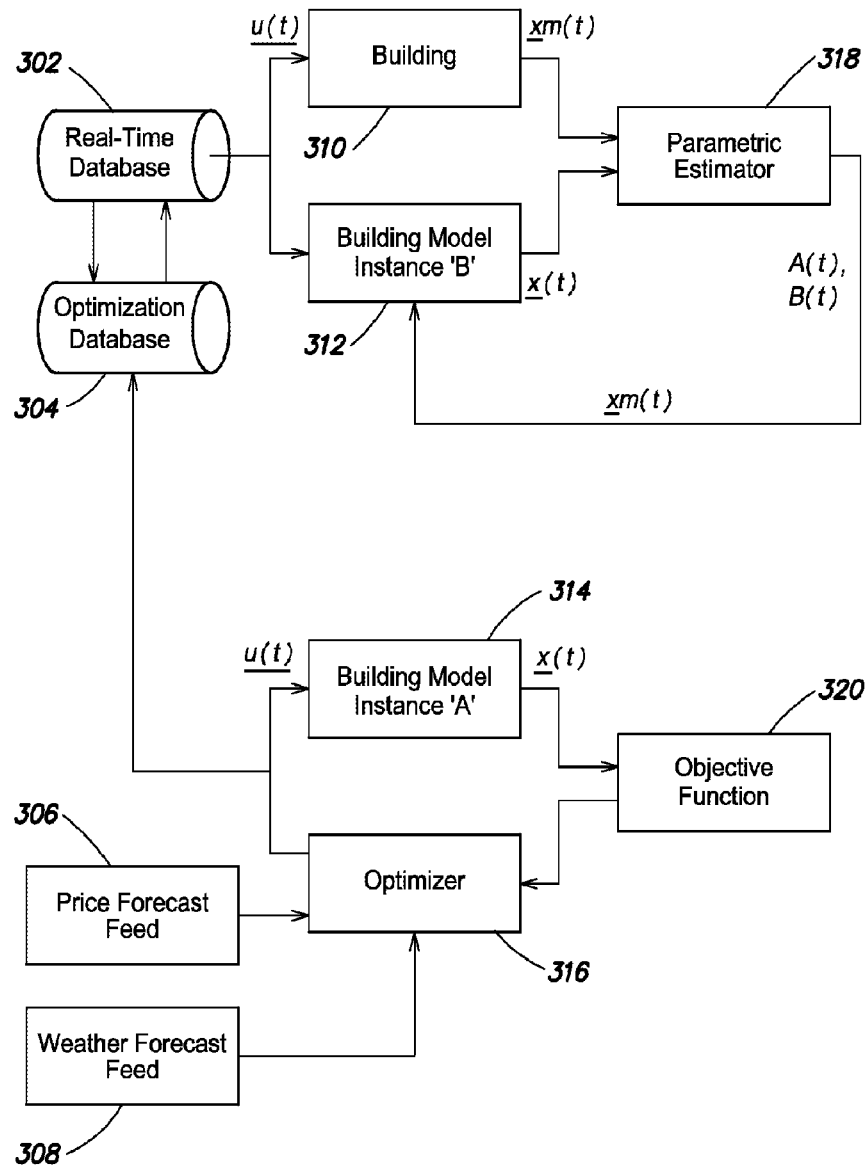 302
Real-Time
Database
u(t)
Building
310
xm(t)
318
Parametric
Estimator
Optimization
Database
304
Building Model
Instance 'B'
312
x(t)
A(t),
B(t)
xm(t)
314
u(t)
Building Model
Instance 'A'
x(t)
320
Objective
Function
306
Price Forecast
Feed
Optimizer
316
Weather Forecast
Feed
308